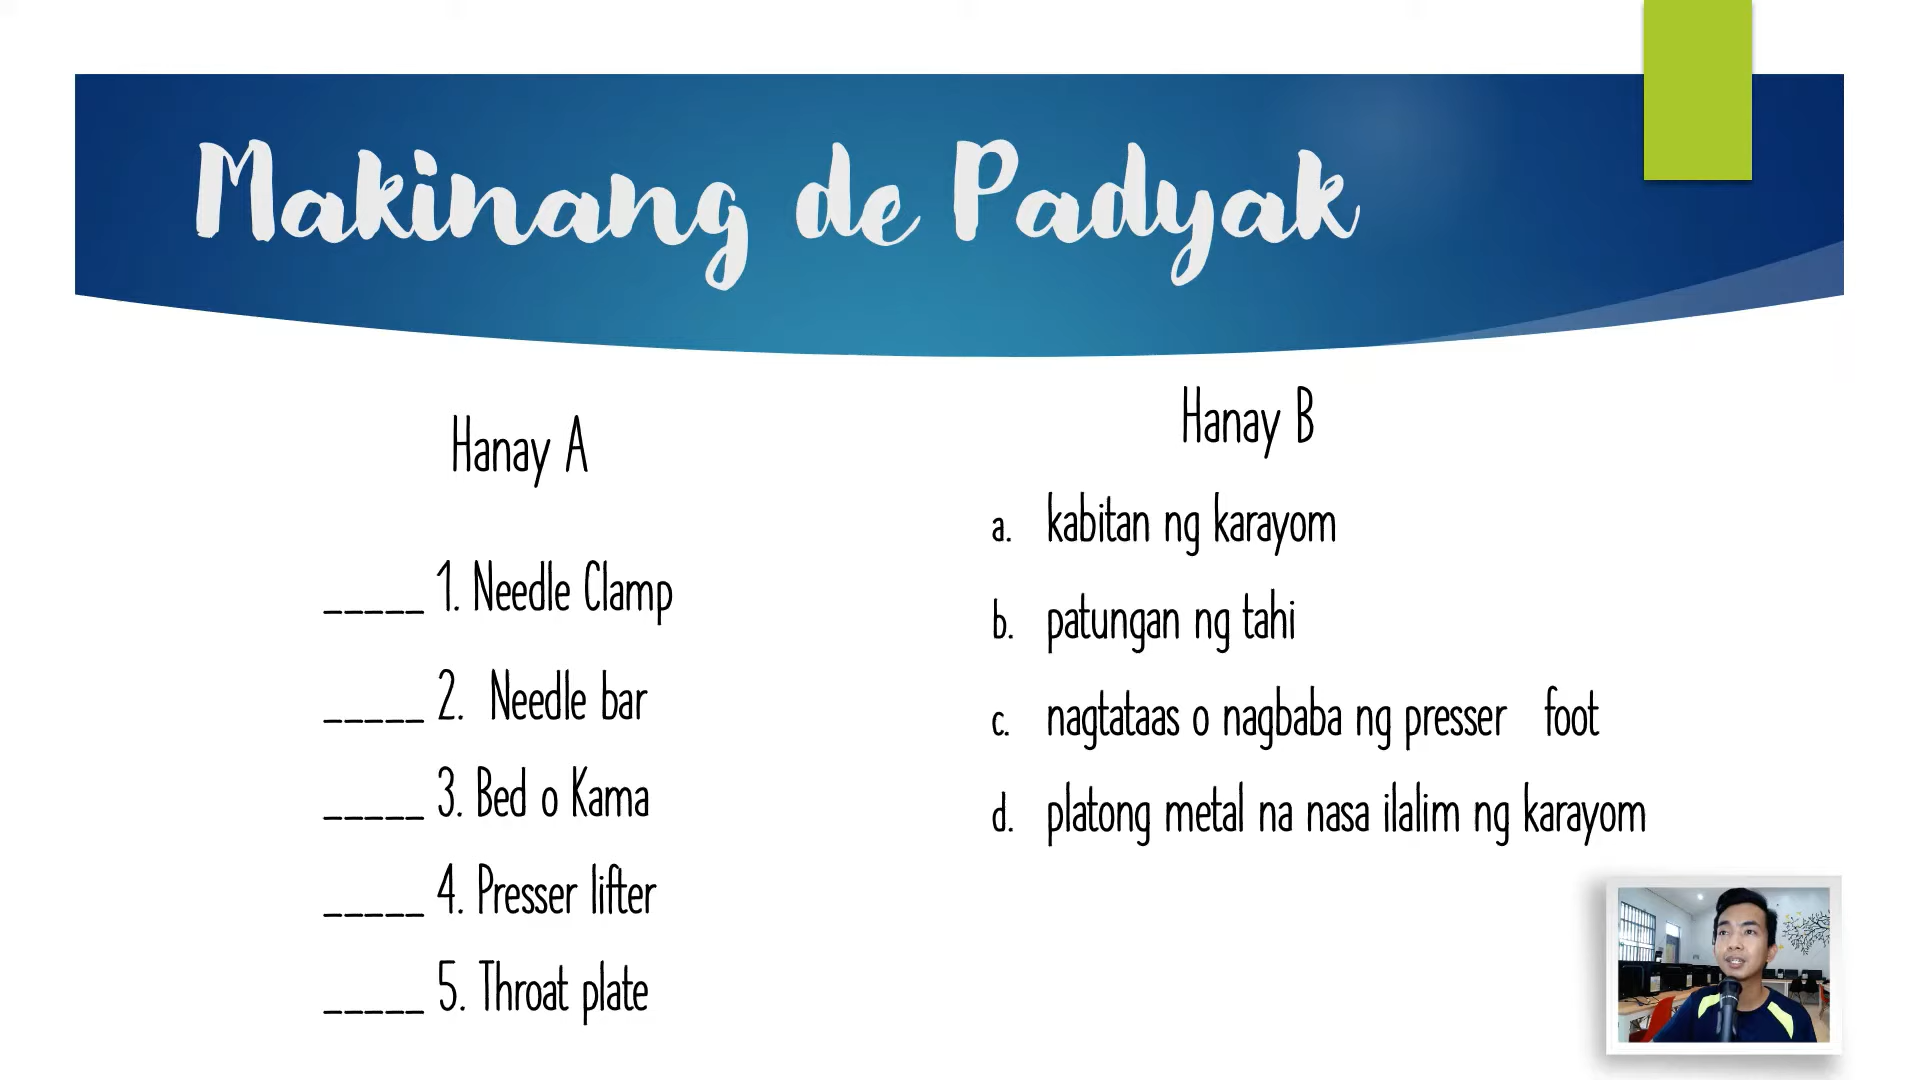 Makinang de Padyak
Hanay A
_____ 1. Needle Clamp
_____ 2. Needle bar
_____ 3. Bed o Kama
_____ 4. Presser lifter
_____ 5. Throat plate
Hanay B
a. kabitan ng karayom
b. patungan ng tahi
c. nagtataas o nagbaba ng presser foot
d. platong metal na nasa ilalim ng karayom